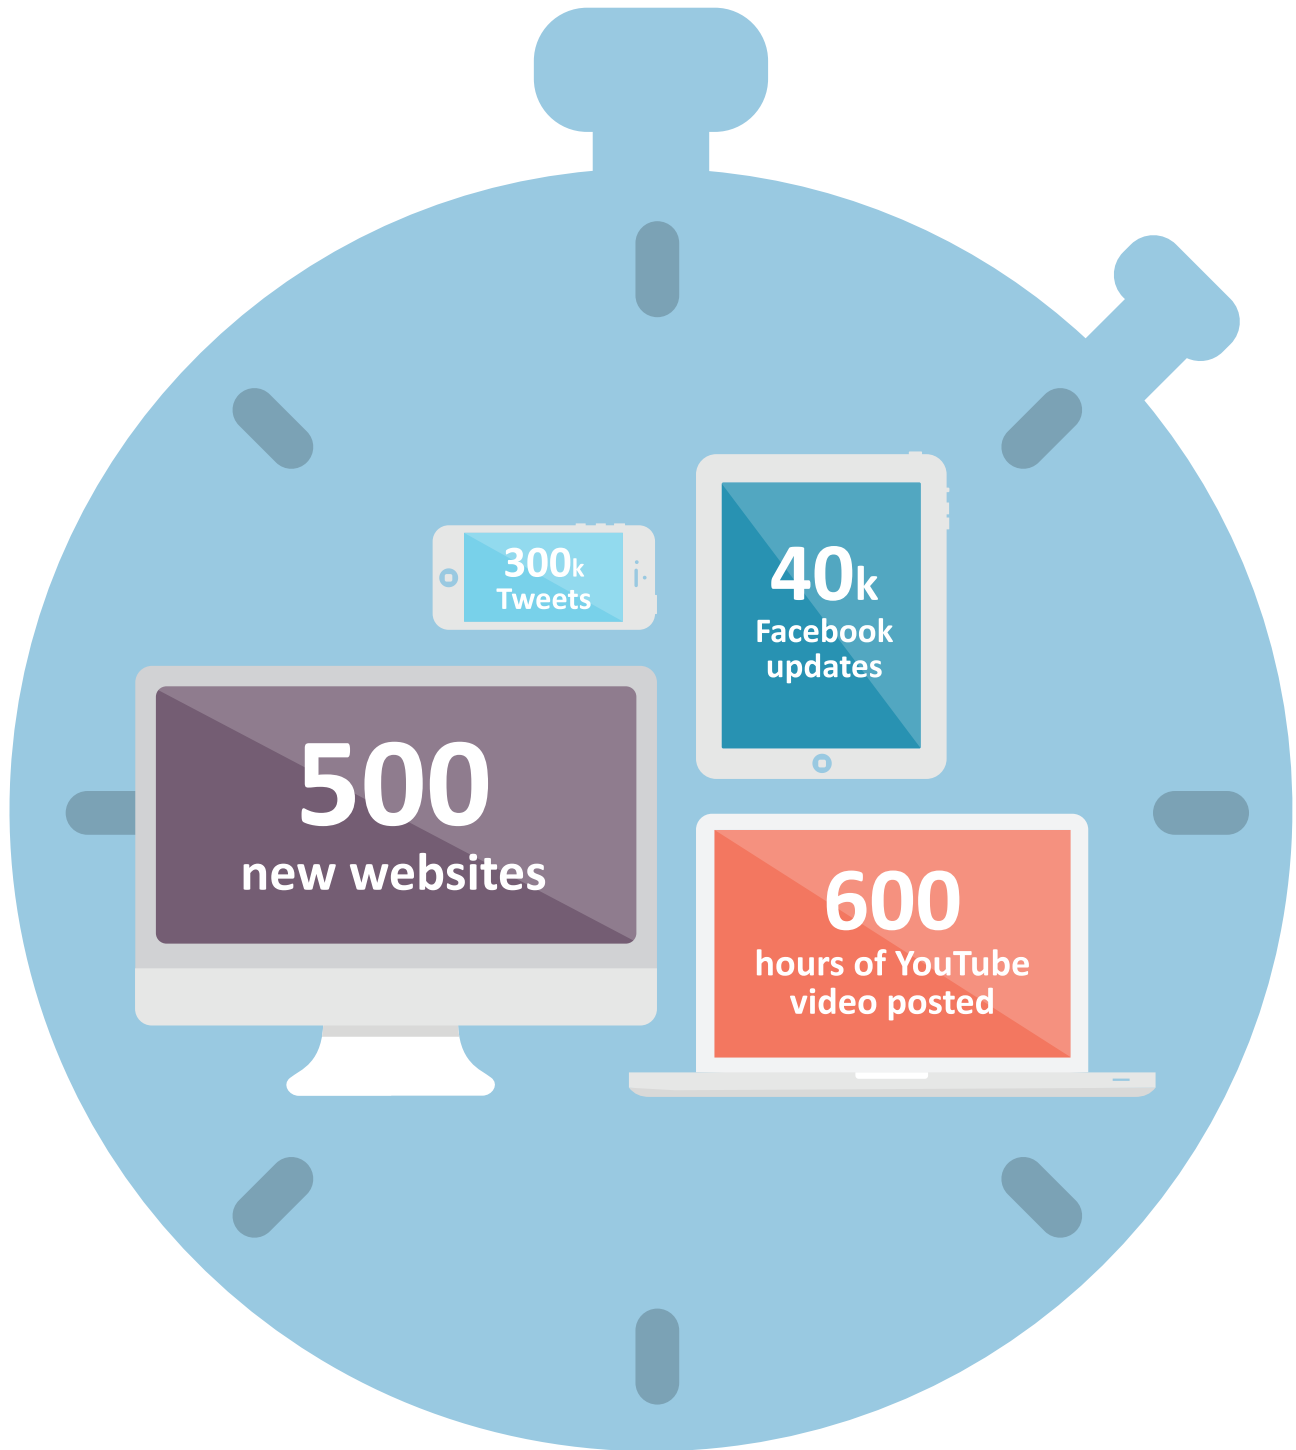 300k
Tweets
40k
Facebook
updates
500
new websites
600
hours of YouTube
video posted